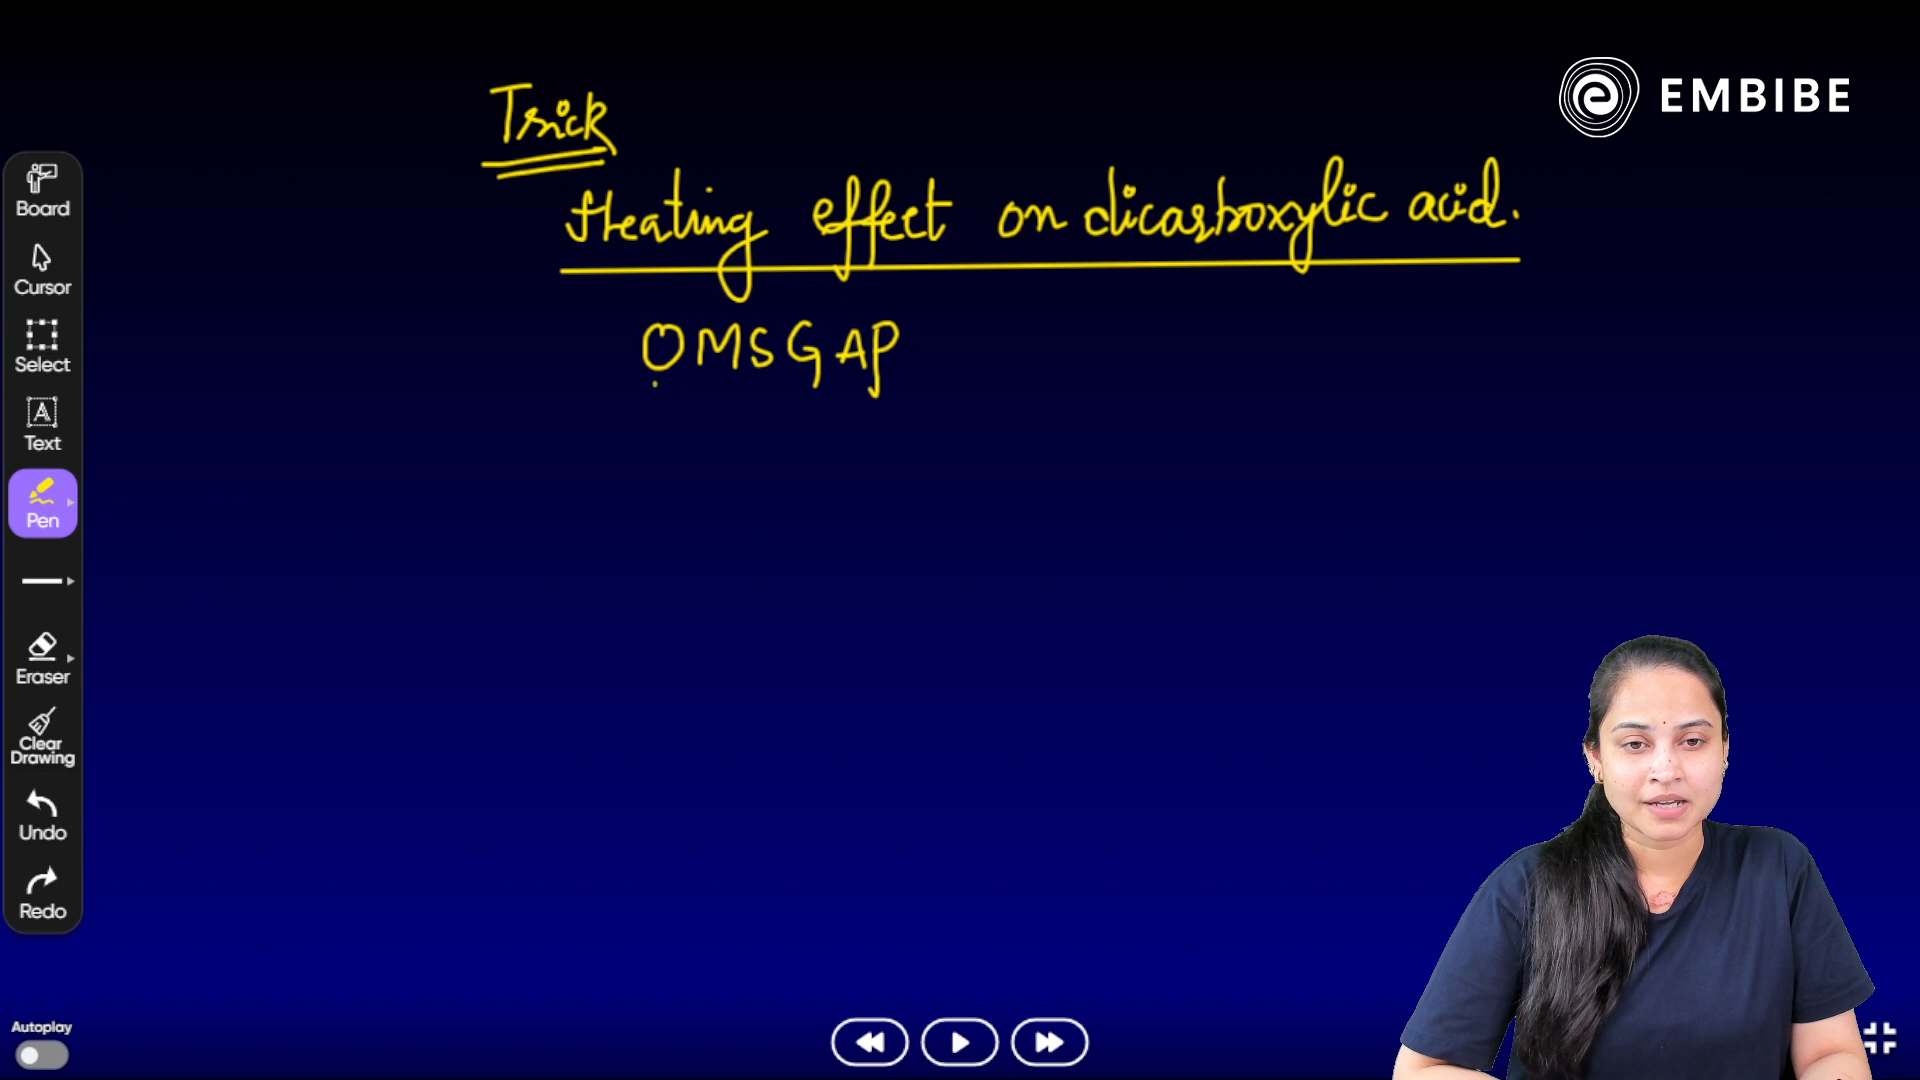 EMBIBE
Trick
Heating effect on dicarboxylic acid.
OMSGAP
Board
Cursor
Select
Text
Pen
Eraser
Clear
Drawing
Undo
Redo
Autoplay